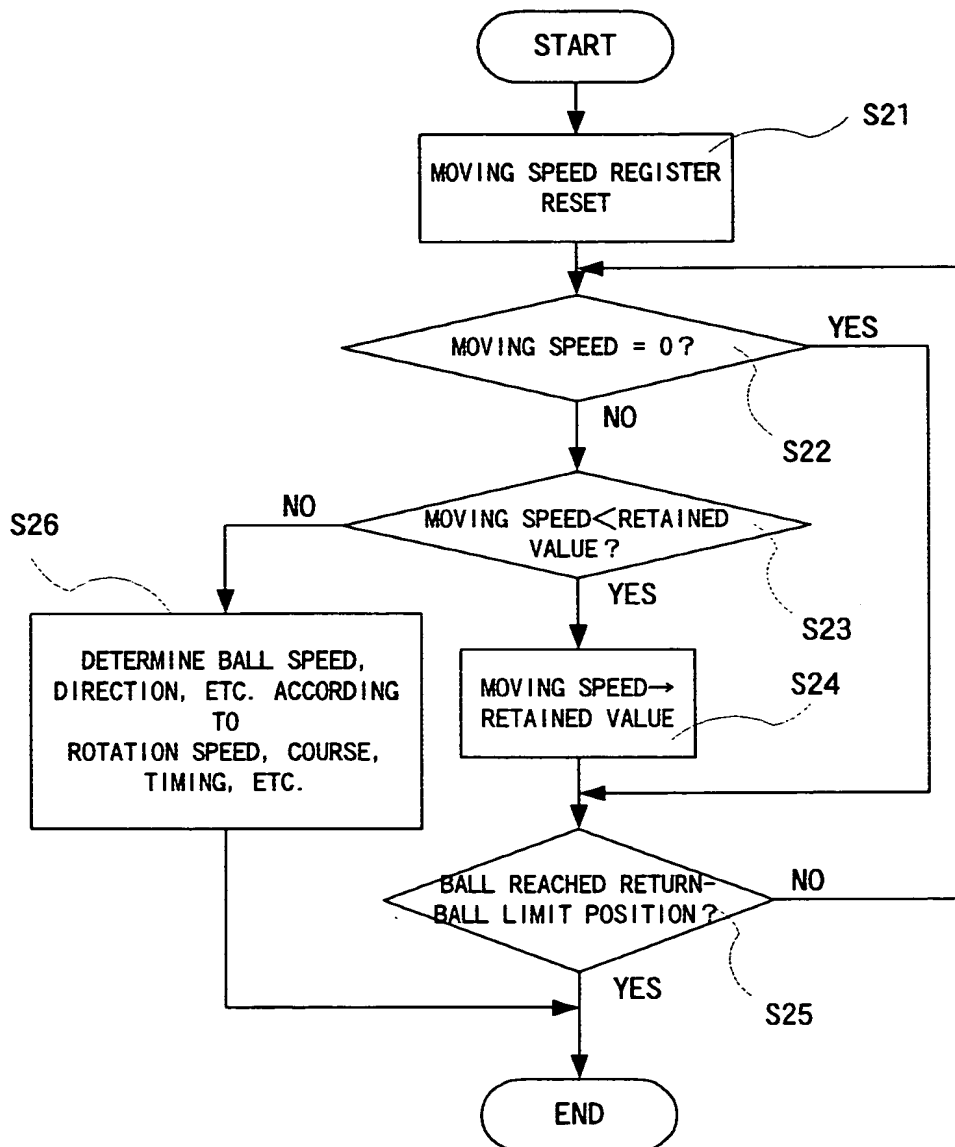 START
S21
MOVING SPEED REGISTER
RESET
YES
MOVING SPEED = 0?
NO
S22
NO
MOVING SPEED<RETAINED
VALUE?
S26
YES
S23
DETERMINE BALL SPEED,
DIRECTION, ETC. ACCORDING
TO
ROTATION SPEED, COURSE,
TIMING, ETC.
MOVING SPEED→
RETAINED VALUE
S24
BALL REACHED RETURN-
BALL LIMIT POSITION?
NO
YES
S25
END